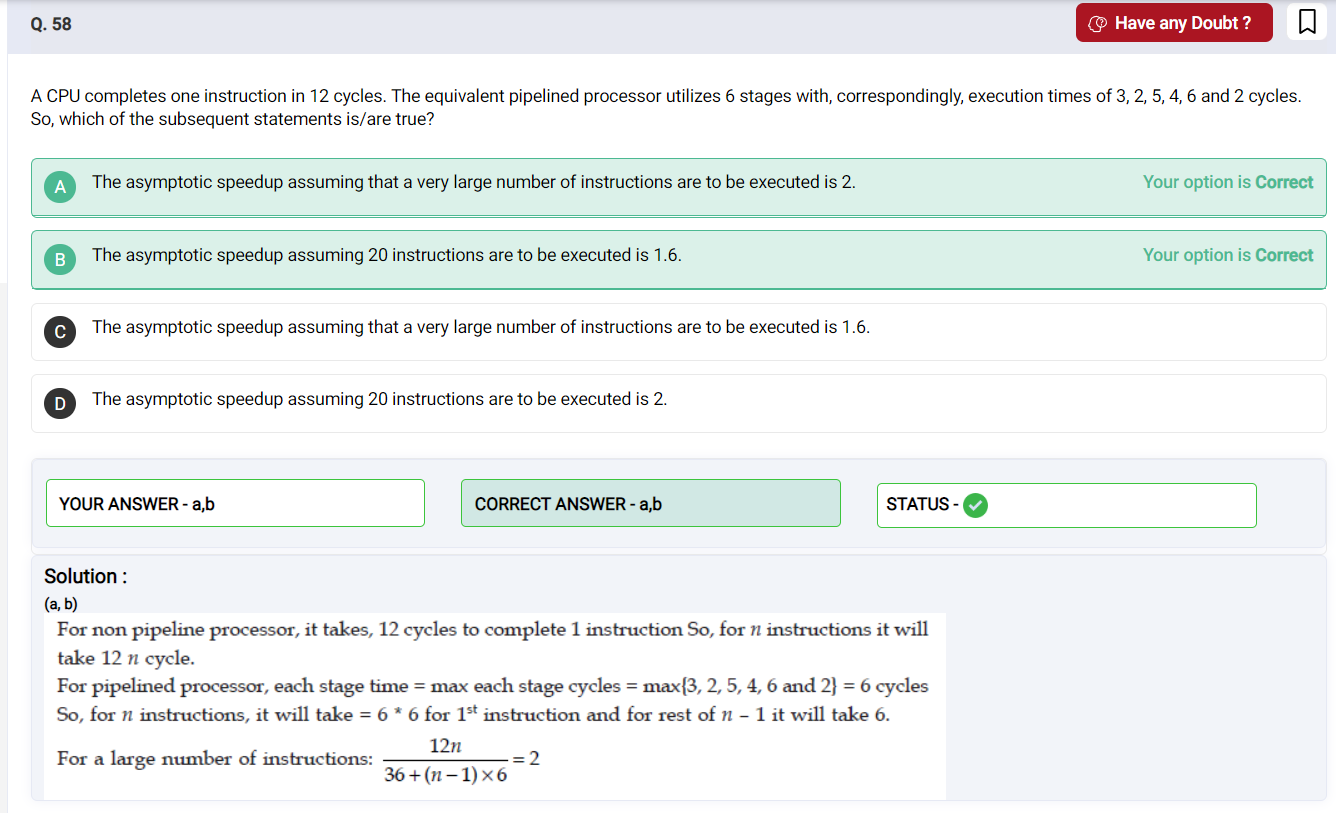 Q. 58
Have any Doubt ?
A CPU completes one instruction in 12 cycles. The equivalent pipelined processor utilizes 6 stages with, correspondingly, execution times of 3, 2, 5, 4, 6 and 2 cycles.
So, which of the subsequent statements is/are true?
A The asymptotic speedup assuming that a very large number of instructions are to be executed is 2. Your option is Correct
B The asymptotic speedup assuming 20 instructions are to be executed is 1.6. Your option is Correct
C The asymptotic speedup assuming that a very large number of instructions are to be executed is 1.6.
D The asymptotic speedup assuming 20 instructions are to be executed is 2.
YOUR ANSWER - a,b CORRECT ANSWER - a,b STATUS -
Solution :
(a, b)
For non pipeline processor, it takes, 12 cycles to complete 1 instruction So, for n instructions it will
take 12 n cycle.
For pipelined processor, each stage time = max each stage cycles = max{3, 2, 5, 4, 6 and 2} = 6 cycles
So, for n instructions, it will take = 6 * 6 for 1st instruction and for rest of n – 1 it will take 6.
12n
For a large number of instructions: = 2
36 + (n – 1) × 6